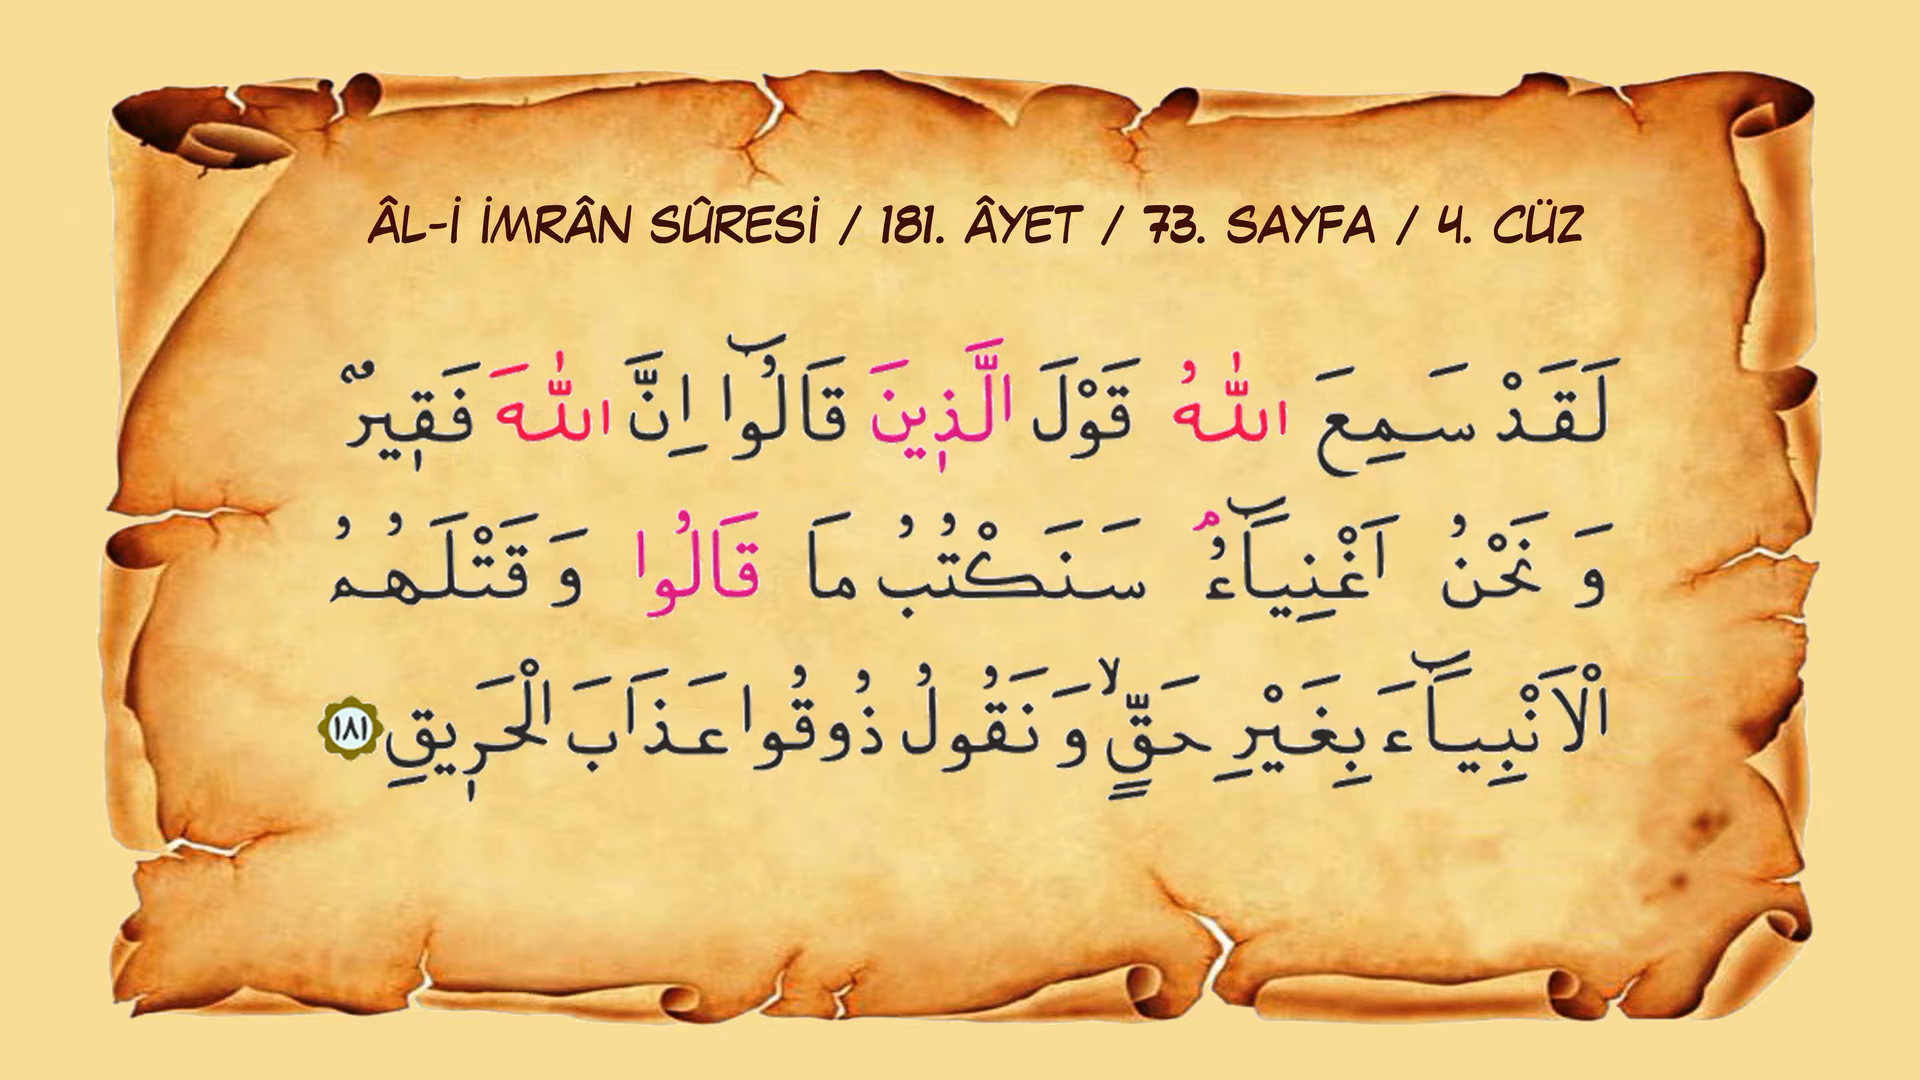 ÂL-İ İMRÂN SÛRESİ / 181. ÂYET / 73. SAYFA / 4. CÜZ
لَقَدْ سَمِعَ اللّٰهُ قَوْلَ الَّذ۪ينَ قَالُٓوا اِنَّ اللّٰهَ فَق۪يرٌ
وَ نَحْنُ اَغْنِيَٓاءُۢ سَنَكْتُبُ مَا قَالُوا وَ قَتْلَهُمُ
الْاَنْبِيَٓاءَ بِغَيْرِ حَقٍّۙ وَ نَقُولُ ذُوقُوا عَذَابَ الْحَر۪يقِ ﴿١٨١﴾